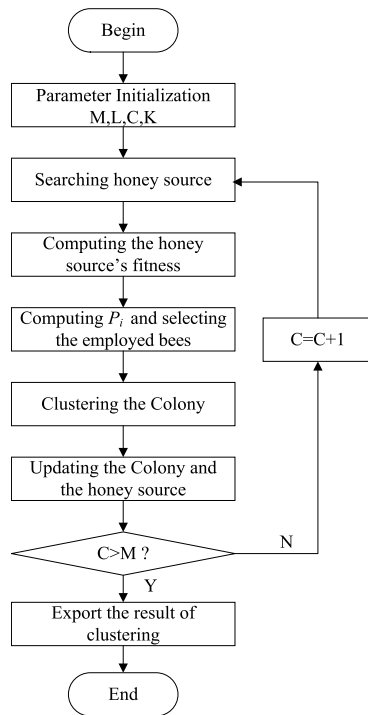 Begin
Parameter Initialization
M,L,C,K
Searching honey source
Computing the honey
source's fitness
Computing P_i and selecting
the employed bees
C=C+1
Clustering the Colony
Updating the Colony and
the honey source
C>M ?
N
Y
Export the result of
clustering
End